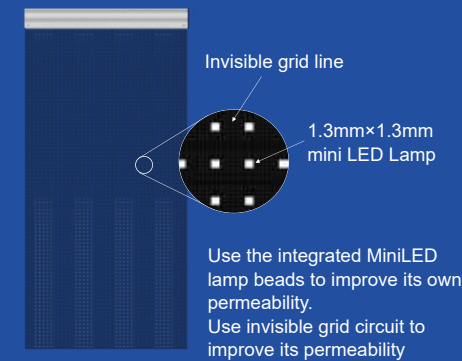 Invisible grid line
1.3mm×1.3mm
mini LED Lamp
Use the integrated MiniLED
lamp beads to improve its own
permeability.
Use invisible grid circuit to
improve its permeability